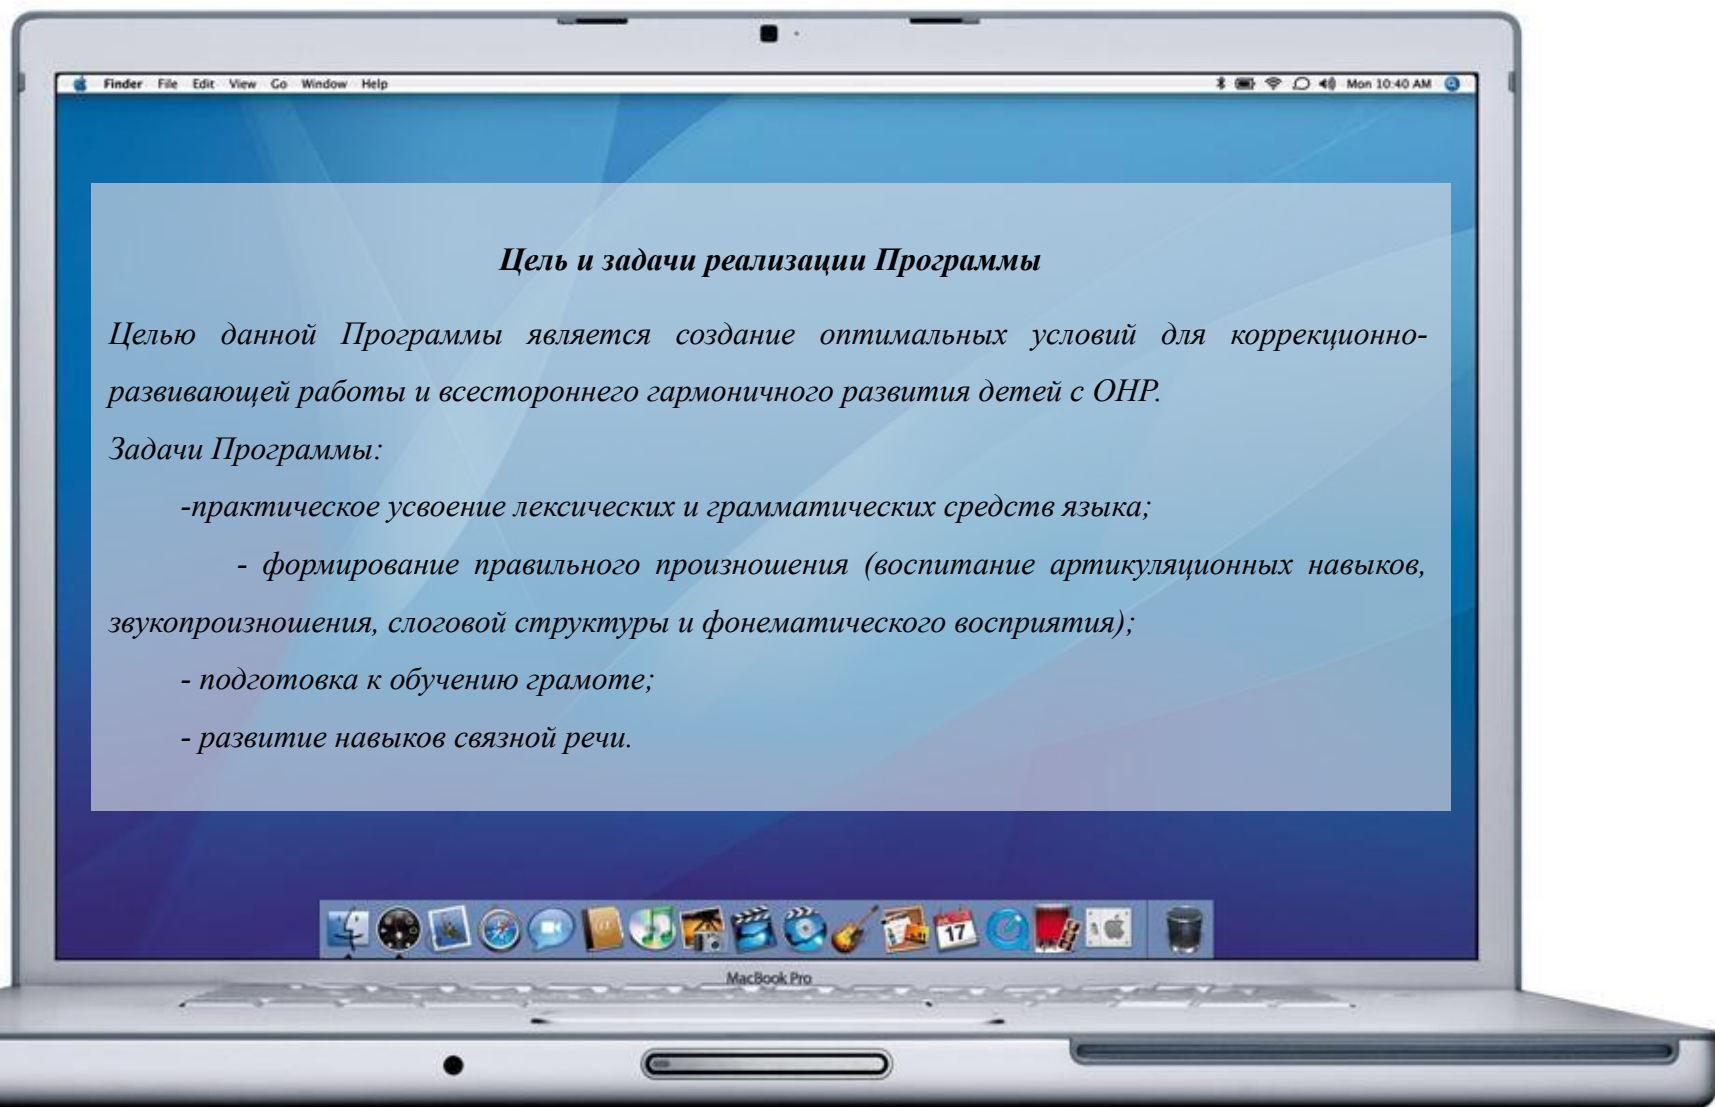 Finder File Edit View Go Window Help
Mon 10:40 AM
Цель и задачи реализации Программы
Целью данной Программы является создание оптимальных условий для коррекционно-
развивающей работы и всестороннего гармоничного развития детей с ОНР.
Задачи Программы:
-практическое усвоение лексических и грамматических средств языка;
- формирование правильного произношения (воспитание артикуляционных навыков,
звукопроизношения, слоговой структуры и фонематического восприятия);
- подготовка к обучению грамоте;
- развитие навыков связной речи.
17
MacBook Pro